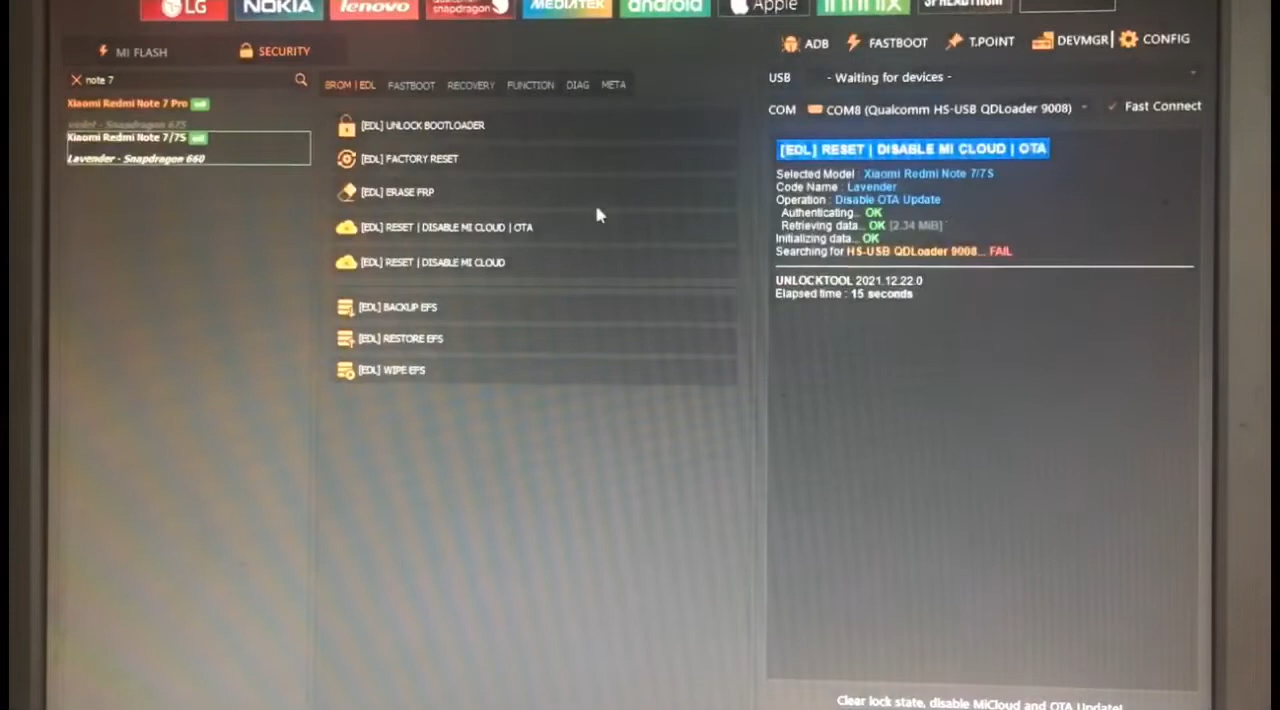 LG NOKIA lenovo snapdragon MEDIATEK android Apple Infinix SPREADTRUM
MI FLASH SECURITY
ADB FASTBOOT T.POINT DEVMGR CONFIG
note 7
Xiaomi Redmi Note 7 Pro
violet - Snapdragon 675
Xiaomi Redmi Note 7/7S
Lavender - Snapdragon 660
BROM | EDL FASTBOOT RECOVERY FUNCTION DIAG META
[EDL] UNLOCK BOOTLOADER
[EDL] FACTORY RESET
[EDL] ERASE FRP
[EDL] RESET | DISABLE MI CLOUD | OTA
[EDL] RESET | DISABLE MI CLOUD
[EDL] BACKUP EFS
[EDL] RESTORE EFS
[EDL] WIPE EFS
USB - Waiting for devices -
COM COM8 (Qualcomm HS-USB QDLoader 9008) Fast Connect
[EDL] RESET | DISABLE MI CLOUD | OTA
Selected Model : Xiaomi Redmi Note 7/7S
Code Name : Lavender
Operation : Disable OTA Update
Authenticating... OK
Retrieving data... OK [2.34 MiB]
Initializing data... OK
Searching for HS-USB QDLoader 9008... FAIL
UNLOCKTOOL 2021.12.22.0
Elapsed time : 15 seconds
Clear lock state, disable MiCloud and OTA Update!